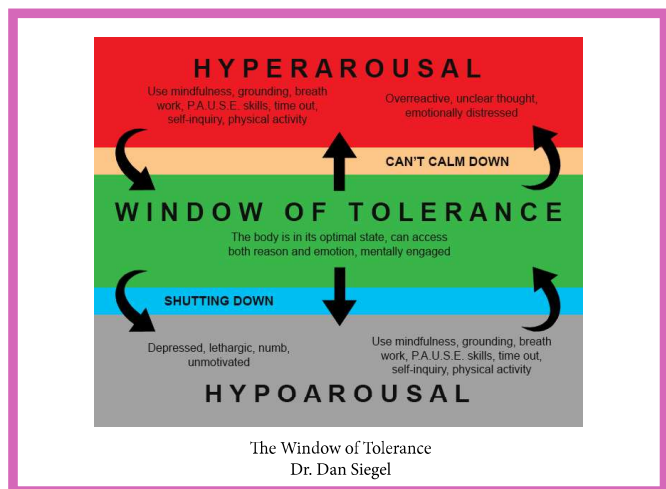 HYPERAROUSAL
Use mindfulness, grounding, breath
work, P.A.U.S.E. skills, time out,
self-inquiry, physical activity
Overreactive, unclear thought,
emotionally distressed
CAN'T CALM DOWN
WINDOW OF TOLERANCE
The body is in its optimal state, can access
both reason and emotion, mentally engaged
SHUTTING DOWN
Depressed, lethargic, numb,
unmotivated
Use mindfulness, grounding, breath
work, P.A.U.S.E. skills, time out,
self-inquiry, physical activity
HYPOAROUSAL
The Window of Tolerance
Dr. Dan Siegel